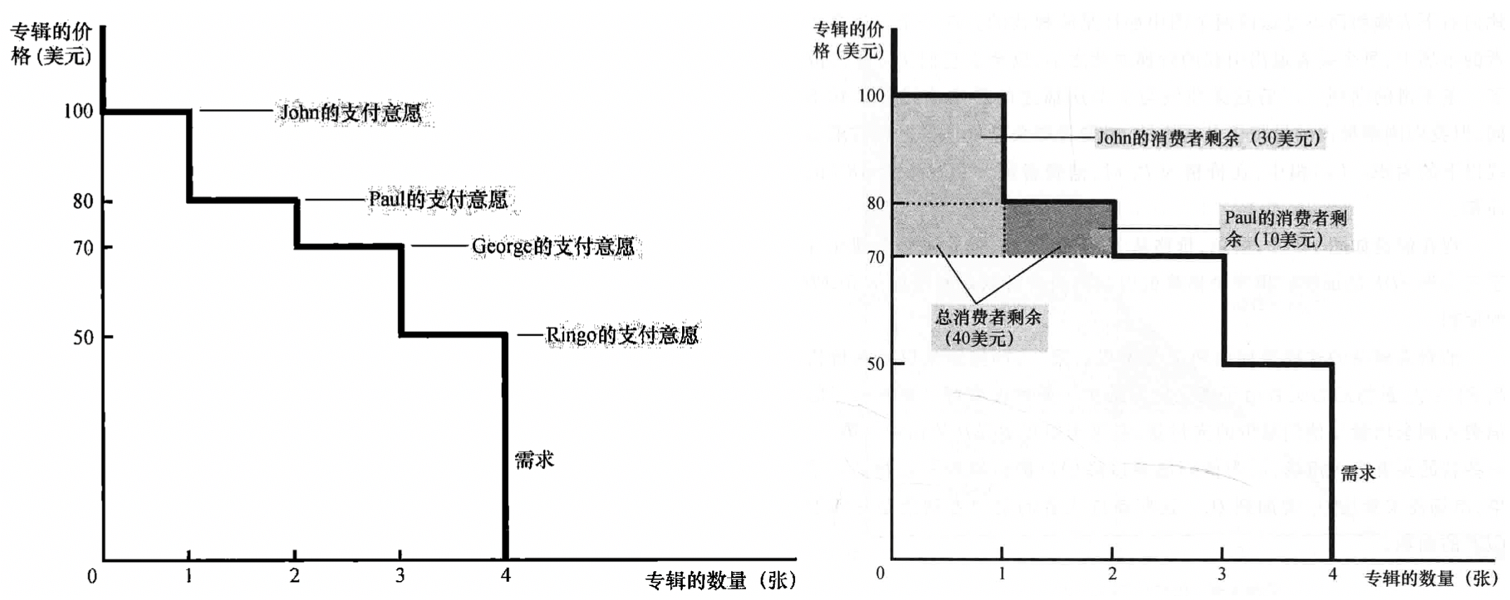 专辑的价
格(美元)
100
John的支付意愿
80
Paul的支付意愿
70
George的支付意愿
50
Ringo的支付意愿
需求
0
1
2
3
4
专辑的数量(张)
专辑的价
格(美元)
100
John的消费者剩余(30美元)
80
Paul的消费者剩
余(10美元)
70
总消费者剩余
(40美元)
50
需求
0
1
2
3
4
专辑的数量(张)